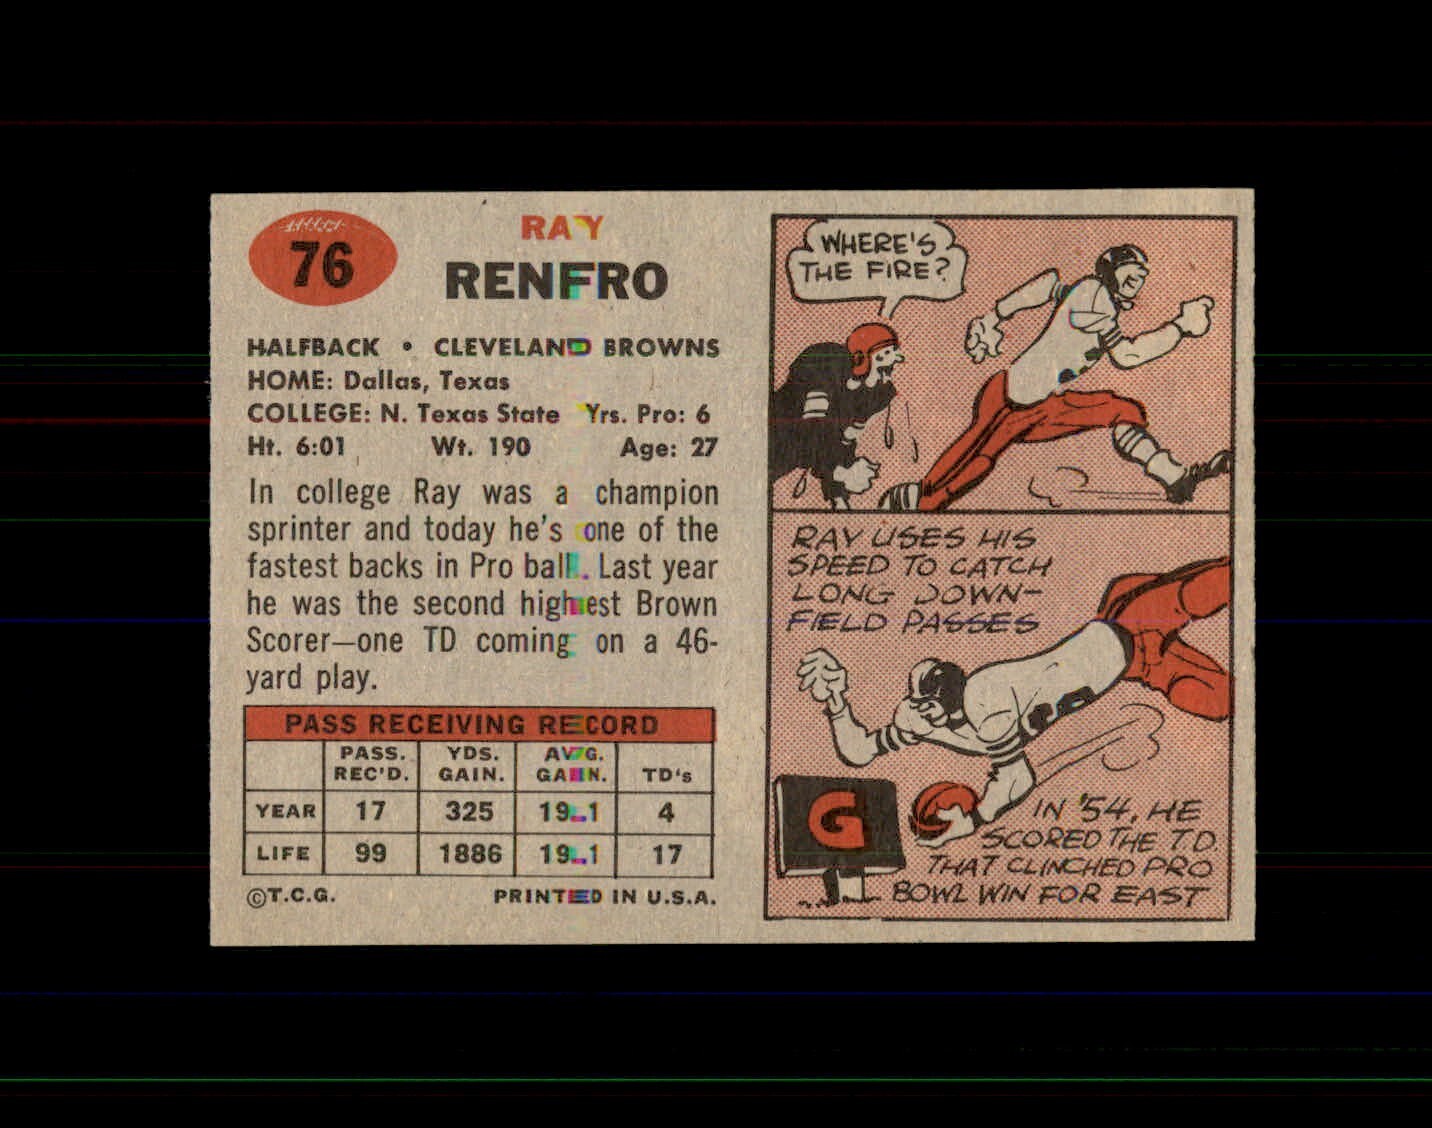 76
RAY
RENFRO
HALFBACK • CLEVELAND BROWNS
HOME: Dallas, Texas
COLLEGE: N. Texas State Yrs. Pro: 6
Ht. 6:01 Wt. 190 Age: 27
In college Ray was a champion
sprinter and today he's one of the
fastest backs in Pro ball. Last year
he was the second highest Brown
Scorer—one TD coming on a 46-
yard play.
PASS RECEIVING RECORD
PASS. REC'D. YDS. GAIN. AVG. GAIN. TD's
YEAR 17 325 19.1 4
LIFE 99 1886 19.1 17
©T.C.G. PRINTED IN U.S.A.
WHERE'S
THE FIRE?
RAY USES HIS
SPEED TO CATCH
LONG DOWN-
FIELD PASSES
G
IN '54, HE
SCORED THE TD
THAT CLINCHED PRO
BOWL WIN FOR EAST